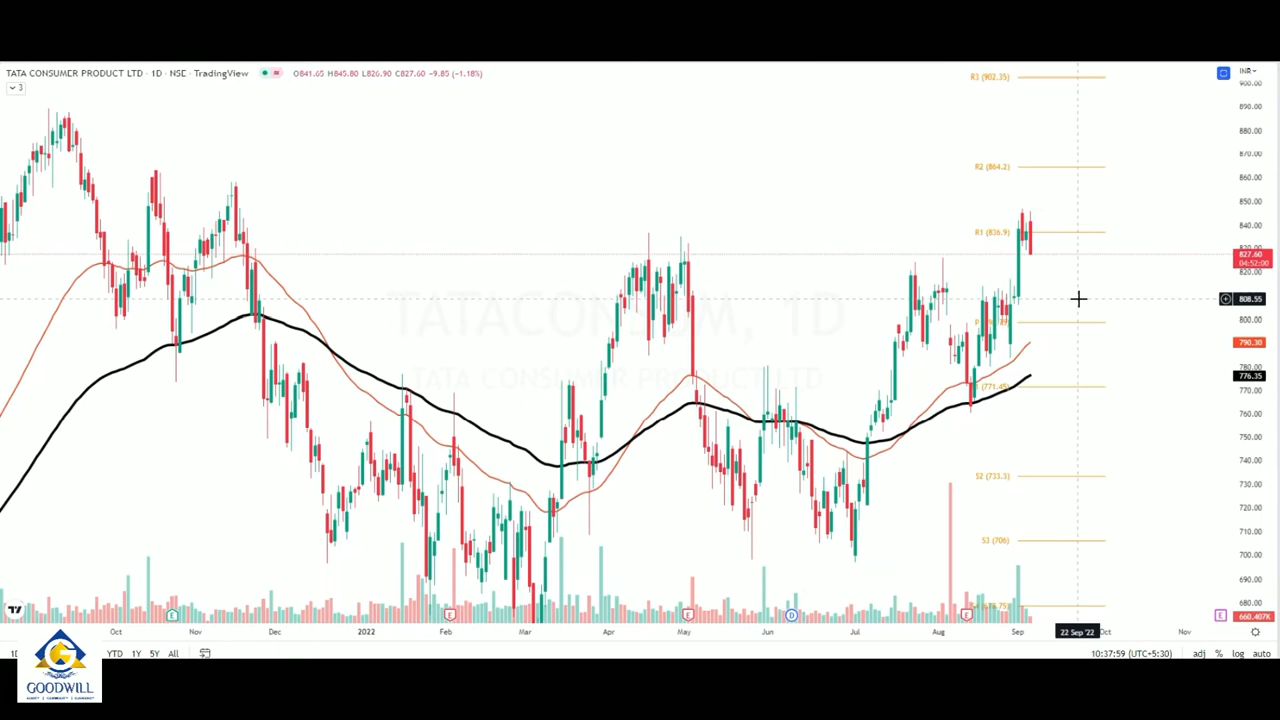 TATA CONSUMER PRODUCT LTD · 1D · NSE · TradingView
O841.65 H845.80 L826.90 C827.60 −9.85 (−1.18%)
3
INR
R3 (902.35)
900.00
890.00
880.00
R2 (864.2)
870.00
860.00
850.00
R1 (836.9)
840.00
827.60
04:52:00
820.00
808.55
TATACONSUM, 1D
800.00
790.30
TATA CONSUMER PRODUCT LTD
780.00
776.35
(771.45)
770.00
760.00
750.00
740.00
S2 (733.3)
730.00
720.00
710.00
S3 (706)
700.00
690.00
680.00
E
E
E
D
E
E
660.407K
Oct
Nov
Dec
2022
Feb
Mar
Apr
May
Jun
Jul
Aug
Sep
22 Sep '22
Oct
Nov
YTD 1Y 5Y All
10:37:59 (UTC+5:30)
adj % log auto
GOODWILL